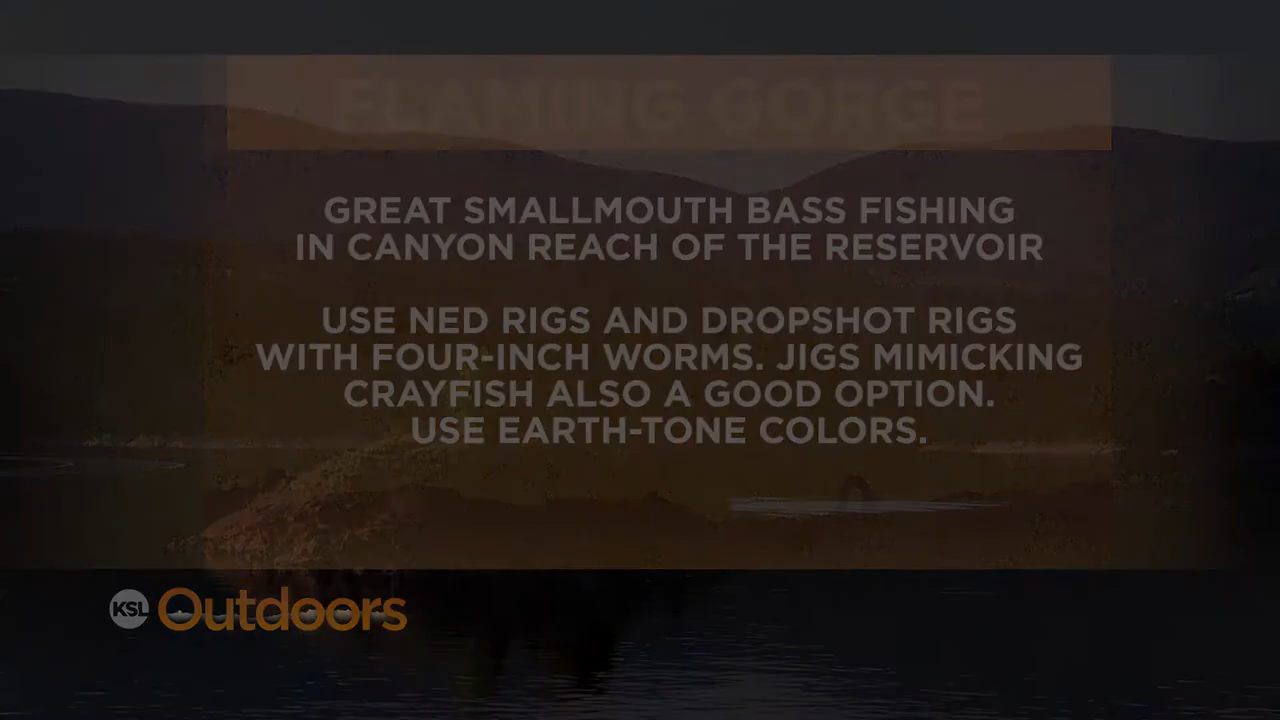 FLAMING GORGE
GREAT SMALLMOUTH BASS FISHING
IN CANYON REACH OF THE RESERVOIR
USE NED RIGS AND DROPSHOT RIGS
WITH FOUR-INCH WORMS. JIGS MIMICKING
CRAYFISH ALSO A GOOD OPTION.
USE EARTH-TONE COLORS.
KSL Outdoors